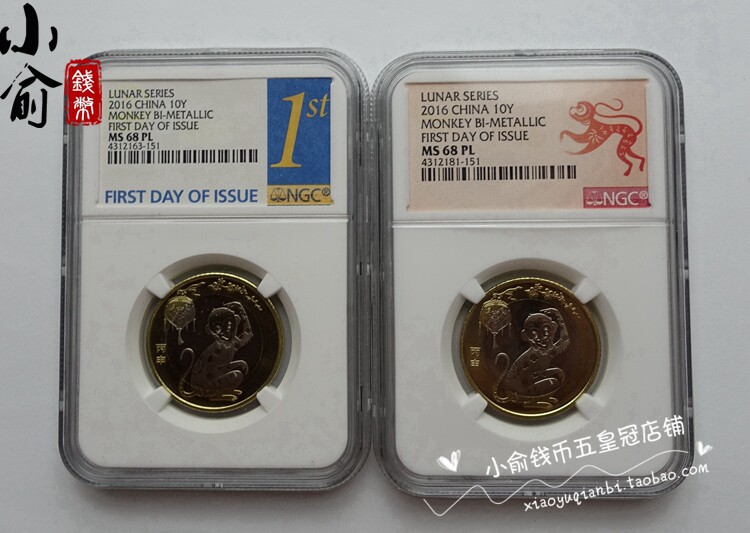 小俞
錢幣
LUNAR SERIES
2016 CHINA 10Y
MONKEY BI-METALLIC
FIRST DAY OF ISSUE
MS 68 PL
4312163-151
1st
FIRST DAY OF ISSUE
NGC®
LUNAR SERIES
2016 CHINA 10Y
MONKEY BI-METALLIC
FIRST DAY OF ISSUE
MS 68 PL
4312181-151
NGC®
丙申
丙申
小俞钱币五皇冠店铺
xiaoyuqianbi.taobao.com